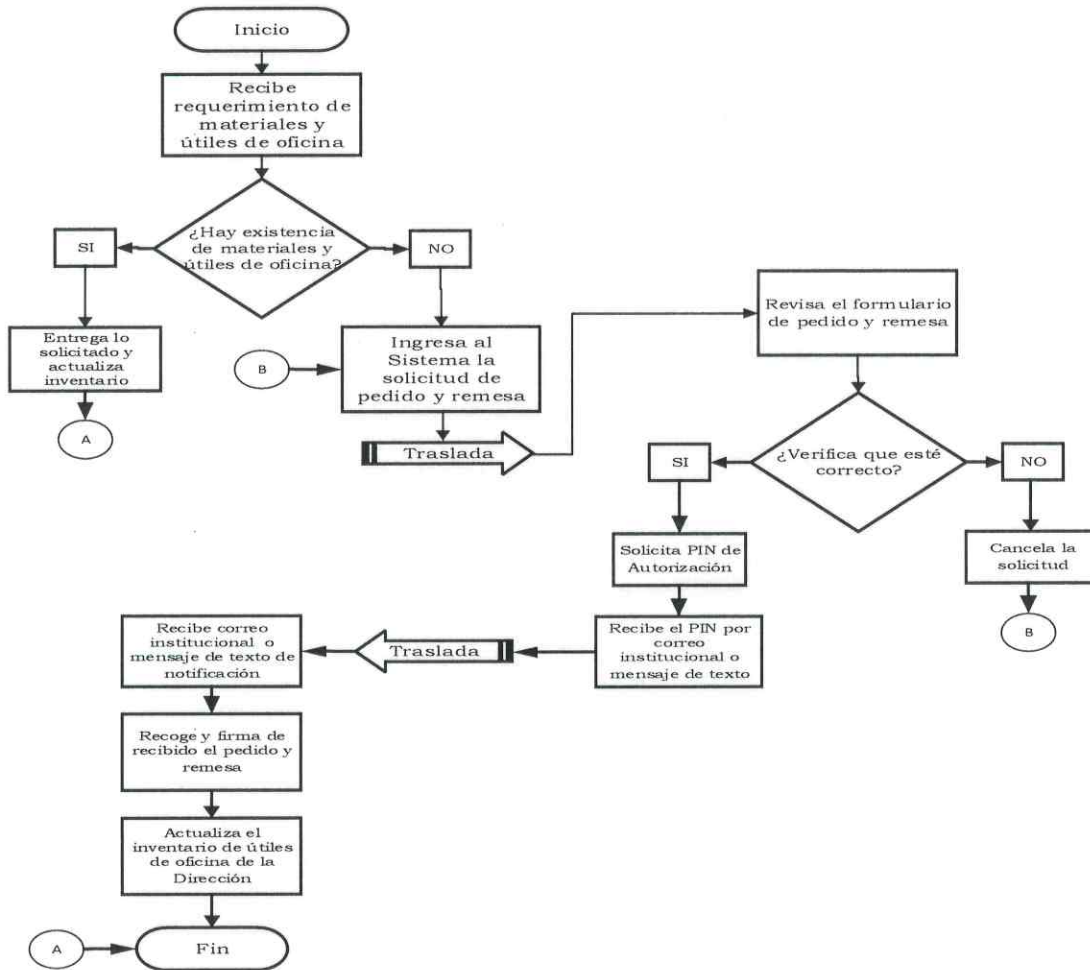 Inicio
Recibe
requerimiento de
materiales y
útiles de oficina
¿Hay existencia
de materiales y
útiles de oficina?
SI
NO
Entrega lo
solicitado y
actualiza
inventario
A
B
Ingresa al
Sistema la
solicitud de
pedido y remesa
Traslada
Revisa el formulario
de pedido y remesa
¿Verifica que esté
correcto?
SI
NO
Solicita PIN de
Autorización
Cancela la
solicitud
B
Recibe el PIN por
correo
institucional o
mensaje de texto
Traslada
Recibe correo
institucional o
mensaje de texto de
notificación
Recoge y firma de
recibido el pedido y
remesa
Actualiza el
inventario de útiles
de oficina de la
Dirección
A
Fin